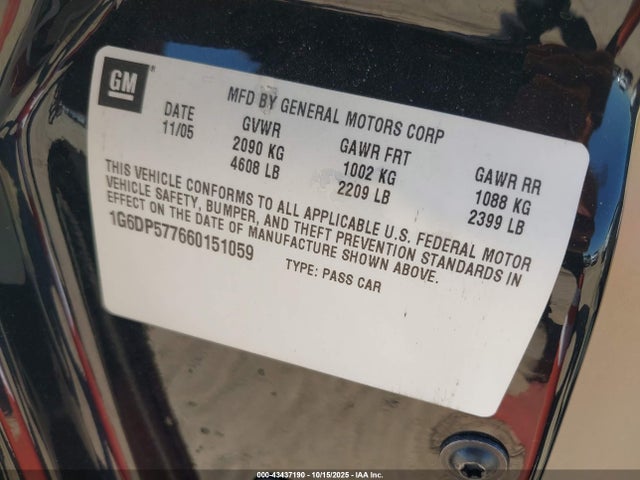 GM®
MFD BY GENERAL MOTORS CORP
DATE GVWR GAWR FRT GAWR RR
11/05 2090 KG 1002 KG 1088 KG
4608 LB 2209 LB 2399 LB
THIS VEHICLE CONFORMS TO ALL APPLICABLE U.S. FEDERAL MOTOR
VEHICLE SAFETY, BUMPER, AND THEFT PREVENTION STANDARDS IN
EFFECT ON THE DATE OF MANUFACTURE SHOWN ABOVE.
1G6DP577660151059 TYPE: PASS CAR
000-43437190 - 10/15/2025 - IAA Inc.